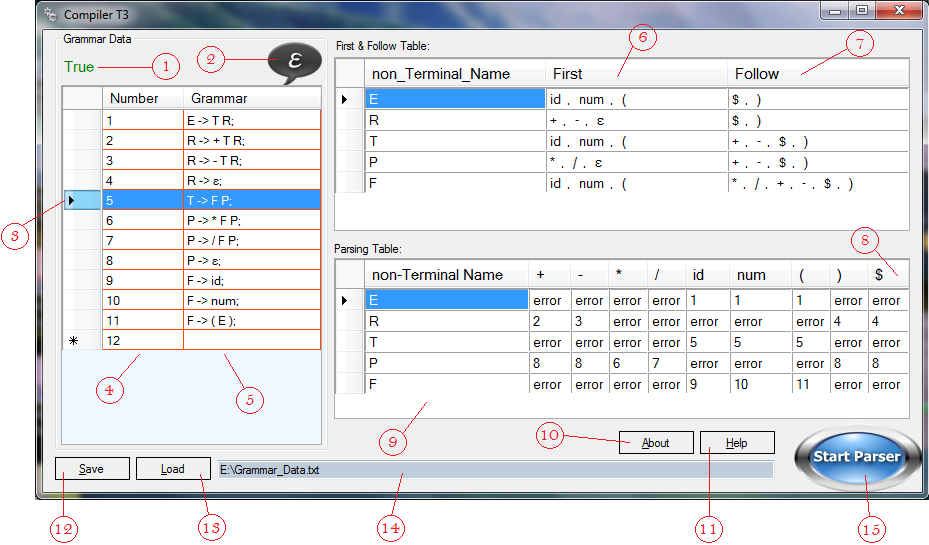 Compiler T3
Grammar Data
True
1
2
ε
Number Grammar
1 E -> T R;
2 R -> + T R;
3 R -> - T R;
4 R -> ε;
5 T -> F P;
6 P -> * F P;
7 P -> / F P;
8 P -> ε;
9 F -> id;
10 F -> num;
11 F -> ( E );
* 12
3
4
5
First & Follow Table:
6
7
non_Terminal_Name First Follow
E id , num , ( $ , )
R + , - , ε $ , )
T id , num , ( + , - , $ , )
P * , / , ε + , - , $ , )
F id , num , ( * , / , + , - , $ , )
Parsing Table:
8
non-Terminal Name + - * / id num ( ) $
E error error error error 1 1 1 error error
R 2 3 error error error error error 4 4
T error error error error 5 5 5 error error
P 8 8 6 7 error error error 8 8
F error error error error 9 10 11 error error
9
10
About Help
Start Parser
Save Load E:\Grammar_Data.txt
12
13
14
11
15